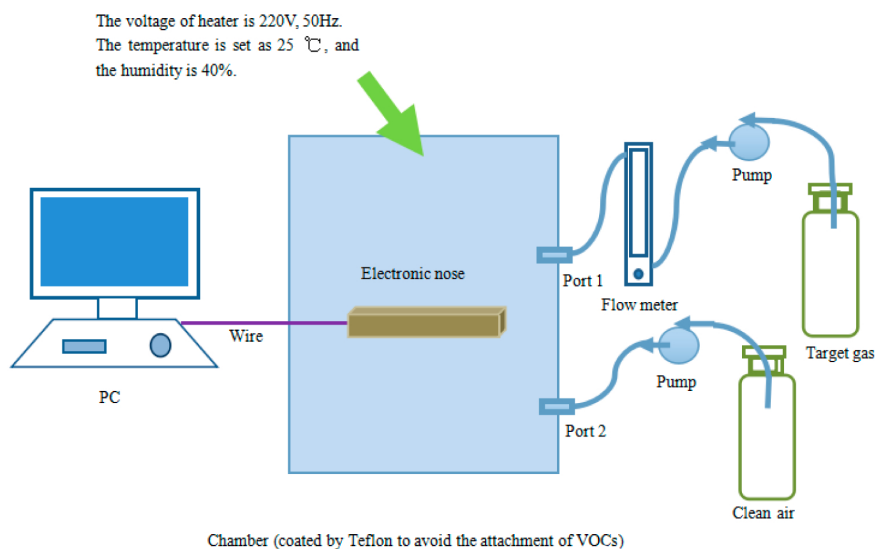 The voltage of heater is 220V, 50Hz.
The temperature is set as 25 ℃, and
the humidity is 40%.
Pump
Electronic nose
Port 1
Flow meter
Wire
Target gas
PC
Pump
Port 2
Clean air
Chamber (coated by Teflon to avoid the attachment of VOCs)